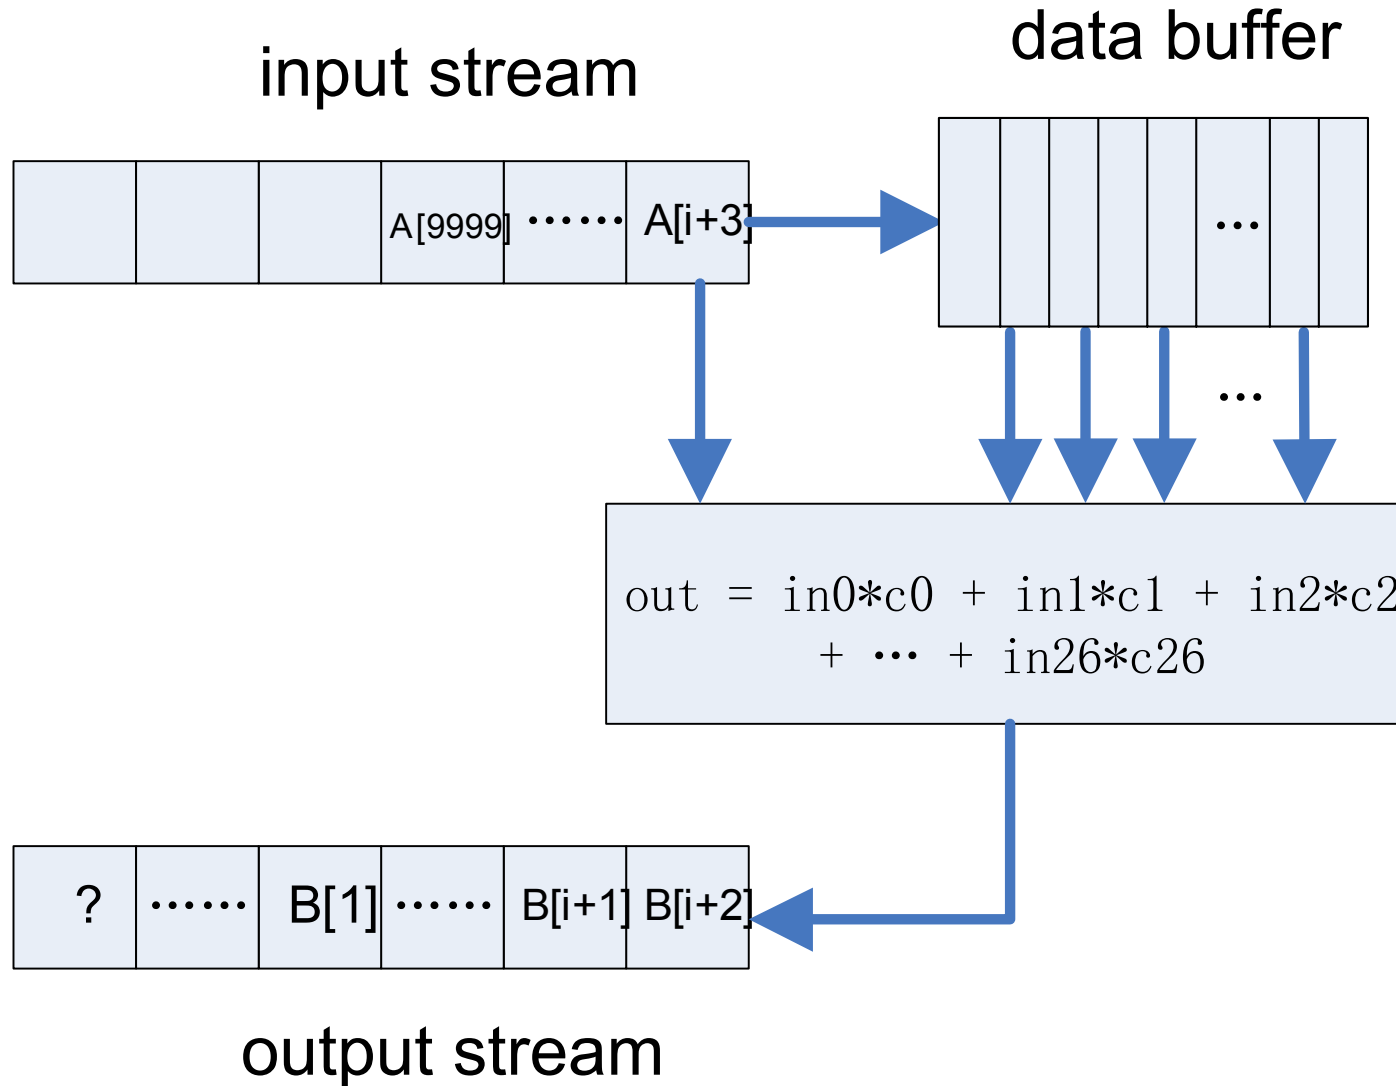 data buffer
input stream
A[9999] …… A[i+3]
…
…
out = in0*c0 + in1*c1 + in2*c2
+ … + in26*c26
? …… B[1] …… B[i+1] B[i+2]
output stream